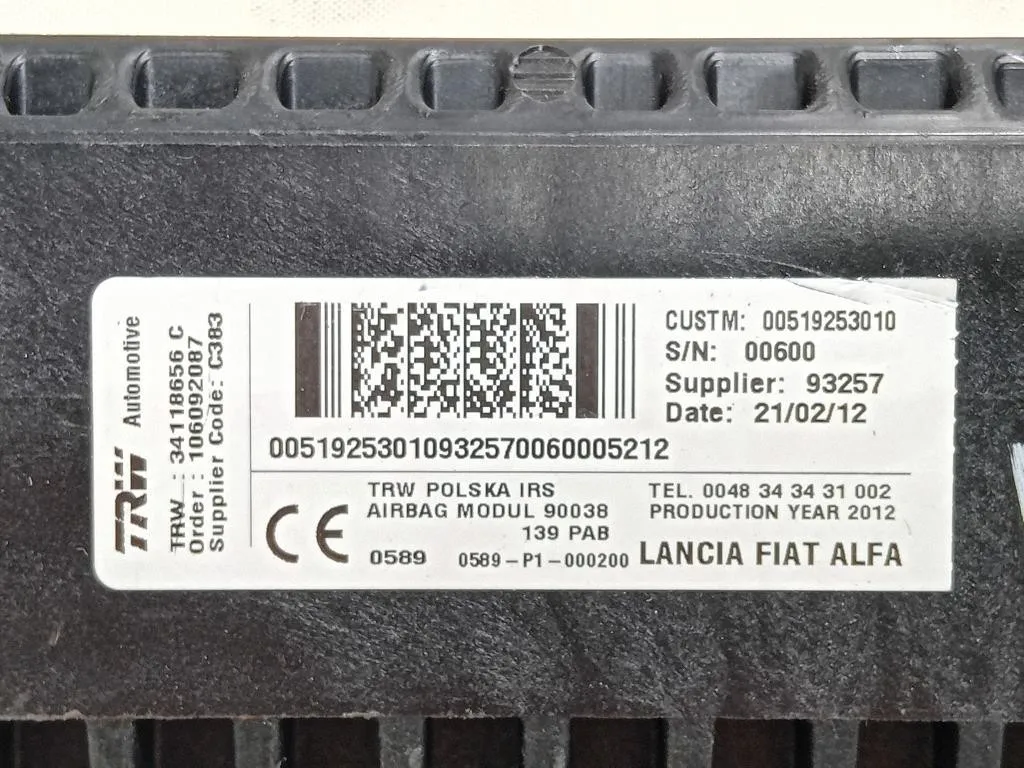 TRW Automotive
TRW : 34118656 C
Order : 106092087
Supplier Code: C383
CUSTM: 00519253010
S/N: 00600
Supplier: 93257
Date: 21/02/12
00519253010932570060005212
TRW POLSKA IRS
AIRBAG MODUL 90038
139 PAB
CE 0589 0589-P1-000200
TEL. 0048 34 34 31 002
PRODUCTION YEAR 2012
LANCIA FIAT ALFA